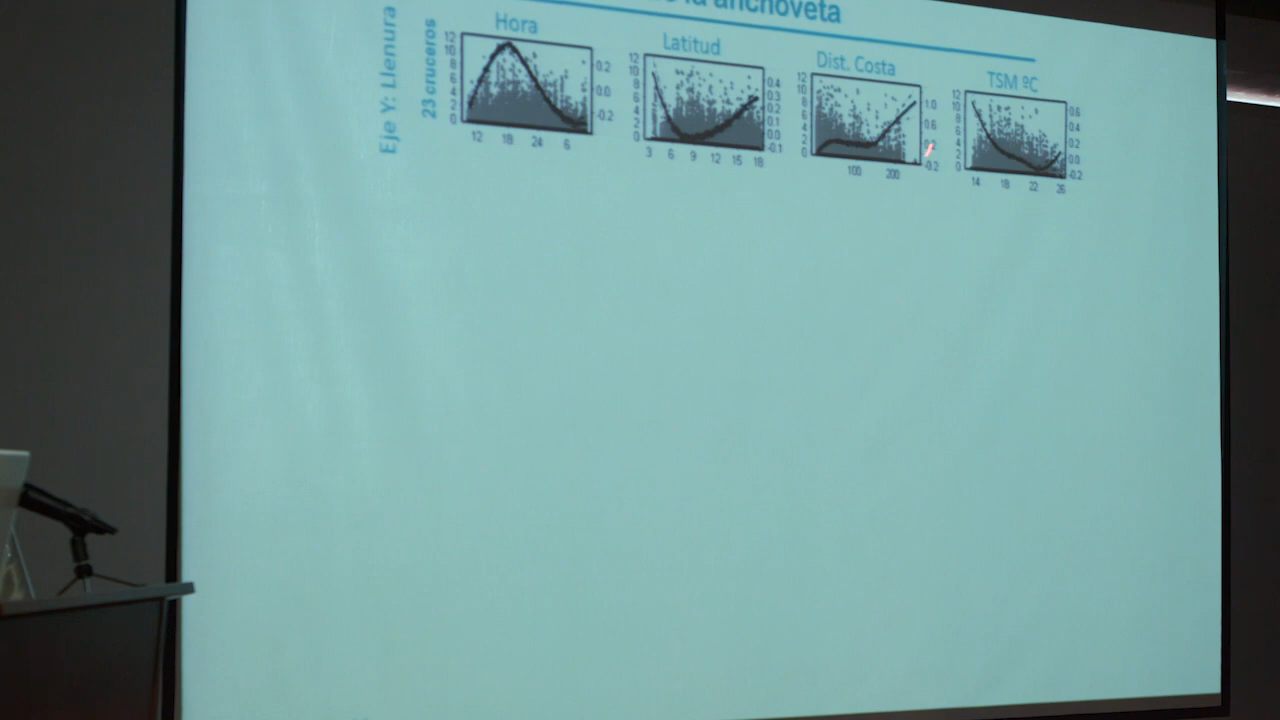 la anchoveta
Eje Y: Llenura
23 cruceros
Hora
12 10 8 6 4 2 0
0.2 0.0 -0.2
12 18 24 6
Latitud
12 10 8 6 4 2 0
0.4 0.3 0.2 0.1 0.0 -0.1
3 6 9 12 15 18
Dist. Costa
12 10 8 6 4 2 0
1.0 0.6 -0.2
100 200
TSM ºC
12 10 8 6 4 2 0
0.6 0.4 0.2 0.0 -0.2
14 18 22 26